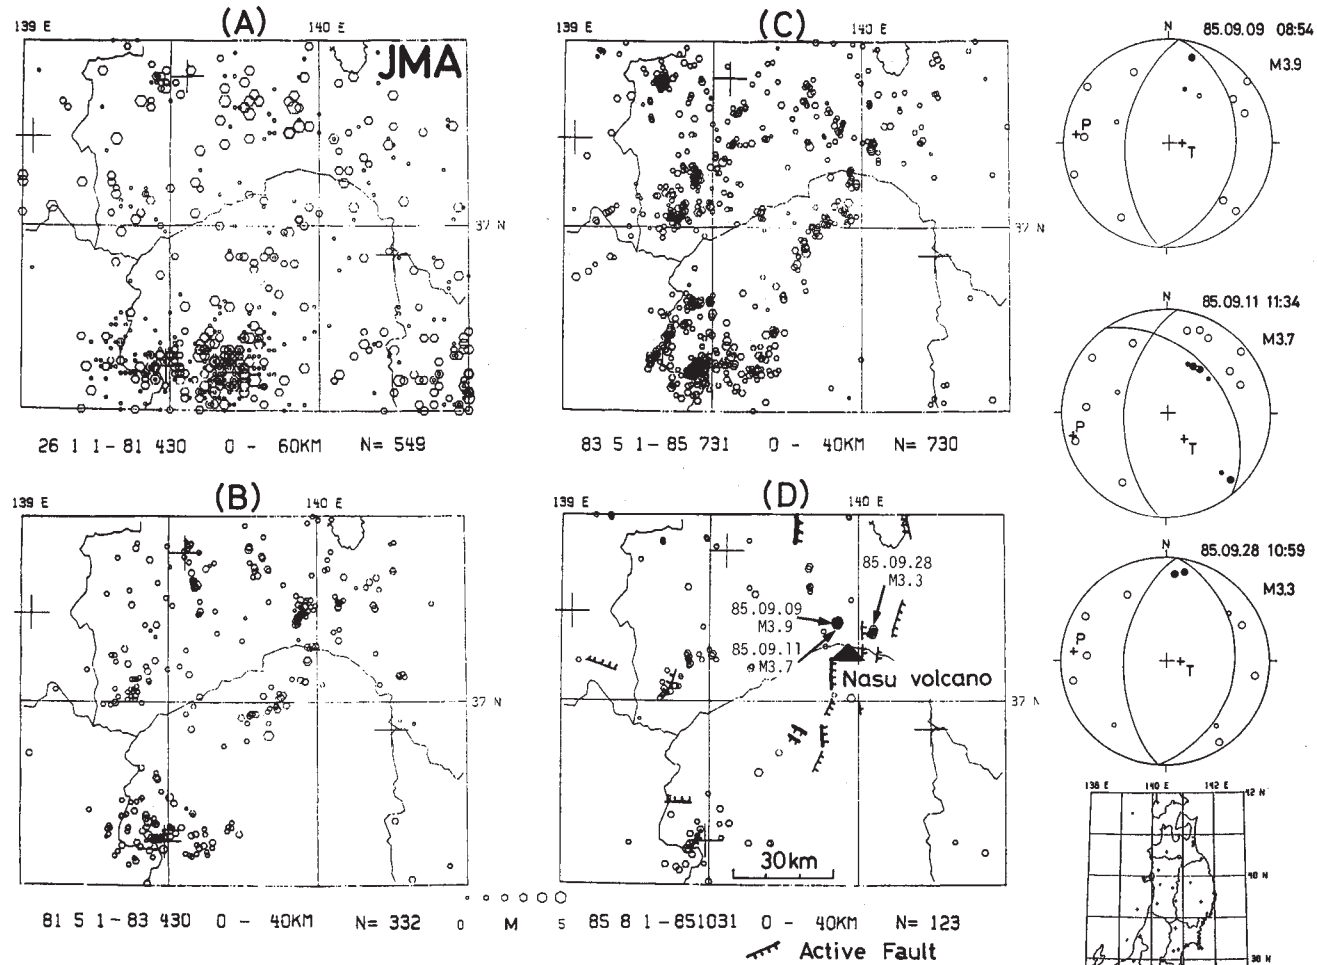 (A)
139 E
140 E
JMA
37 N
26 1 1-81 430 0 - 60KM N= 549
(C)
139 E
140 E
37 N
83 5 1-85 731 0 - 40KM N= 730
(B)
139 E
140 E
37 N
81 5 1-83 430 0 - 40KM N= 332
0 M 5
(D)
139 E
140 E
85.09.28
M3.3
85.09.09
M3.9
85.09.11
M3.7
Nasu volcano
37 N
30km
85 8 1-851031 0 - 40KM N= 123
Active Fault
85.09.09 08:54
N
M3.9
P
T
85.09.11 11:34
N
M3.7
P
T
85.09.28 10:59
N
M3.3
P
T
138 E 140 E 142 E
42 N
40 N
38 N